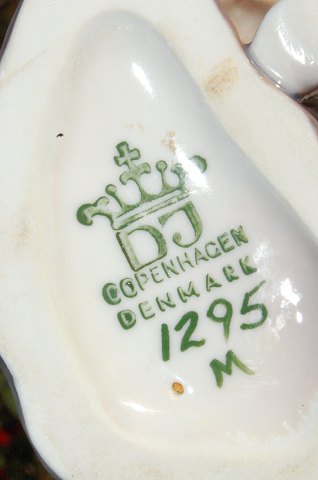 DJ
COPENHAGEN
DENMARK
1295
M